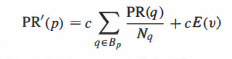 PR′(p) = c ∑_{q∈B_p} PR(q)/N_q + cE(v)